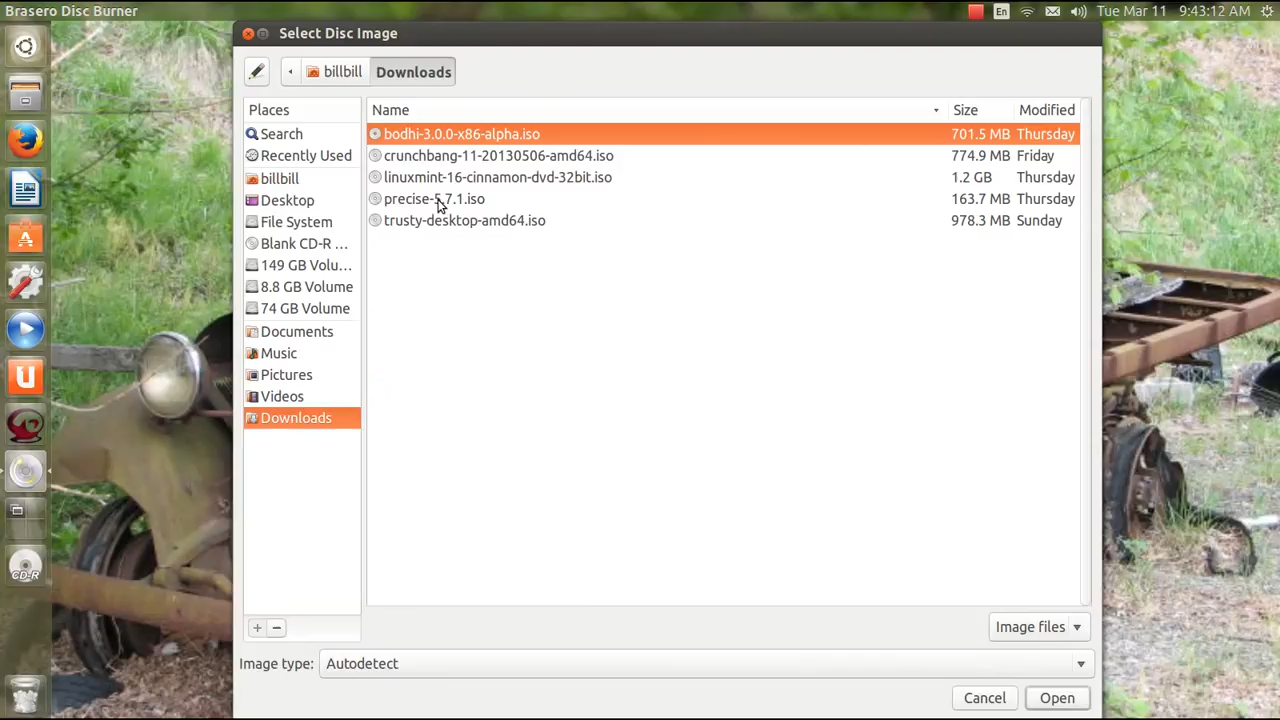 Brasero Disc Burner
En
Tue Mar 11 9:43:12 AM
Select Disc Image
billbill
Downloads
Places
Name
Size
Modified
Search
Recently Used
billbill
Desktop
File System
Blank CD-R ...
149 GB Volu...
8.8 GB Volume
74 GB Volume
Documents
Music
Pictures
Videos
Downloads
bodhi-3.0.0-x86-alpha.iso 701.5 MB Thursday
crunchbang-11-20130506-amd64.iso 774.9 MB Friday
linuxmint-16-cinnamon-dvd-32bit.iso 1.2 GB Thursday
precise-5.7.1.iso 163.7 MB Thursday
trusty-desktop-amd64.iso 978.3 MB Sunday
CD-R
Image files
Image type: Autodetect
Cancel
Open